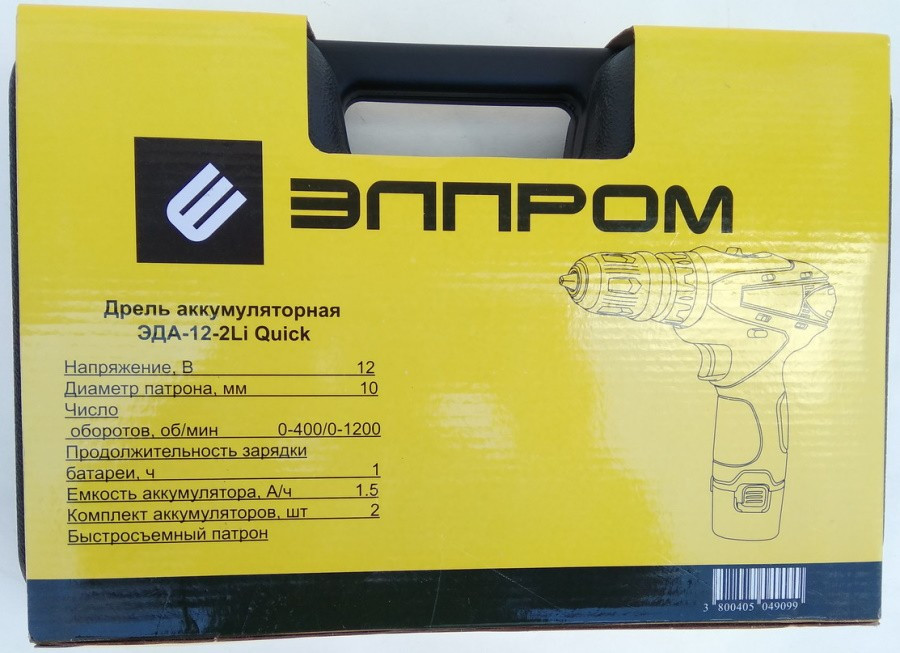 ЭЛПРОМ
Дрель аккумуляторная
ЭДА-12-2Li Quick
Напряжение, В 12
Диаметр патрона, мм 10
Число
оборотов, об/мин 0-400/0-1200
Продолжительность зарядки
батареи, ч 1
Емкость аккумулятора, А/ч 1.5
Комплект аккумуляторов, шт 2
Быстросъемный патрон
3 800405 049099